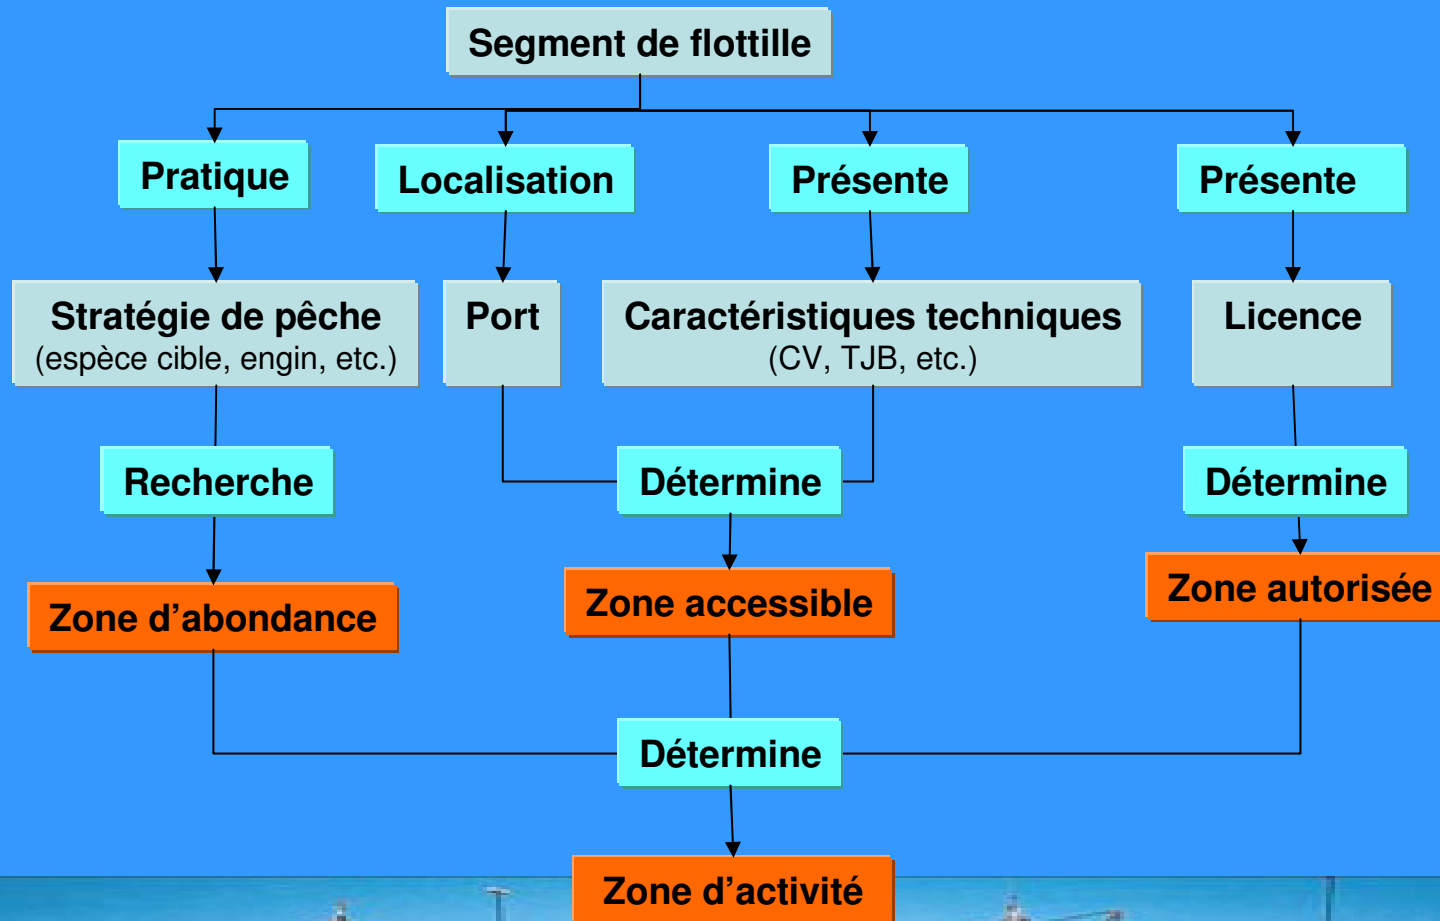 Segment de flottille
Pratique
Localisation
Présente
Présente
Stratégie de pêche
(espèce cible, engin, etc.)
Port
Caractéristiques techniques
(CV, TJB, etc.)
Licence
Recherche
Détermine
Détermine
Zone d'abondance
Zone accessible
Zone autorisée
Détermine
Zone d'activité